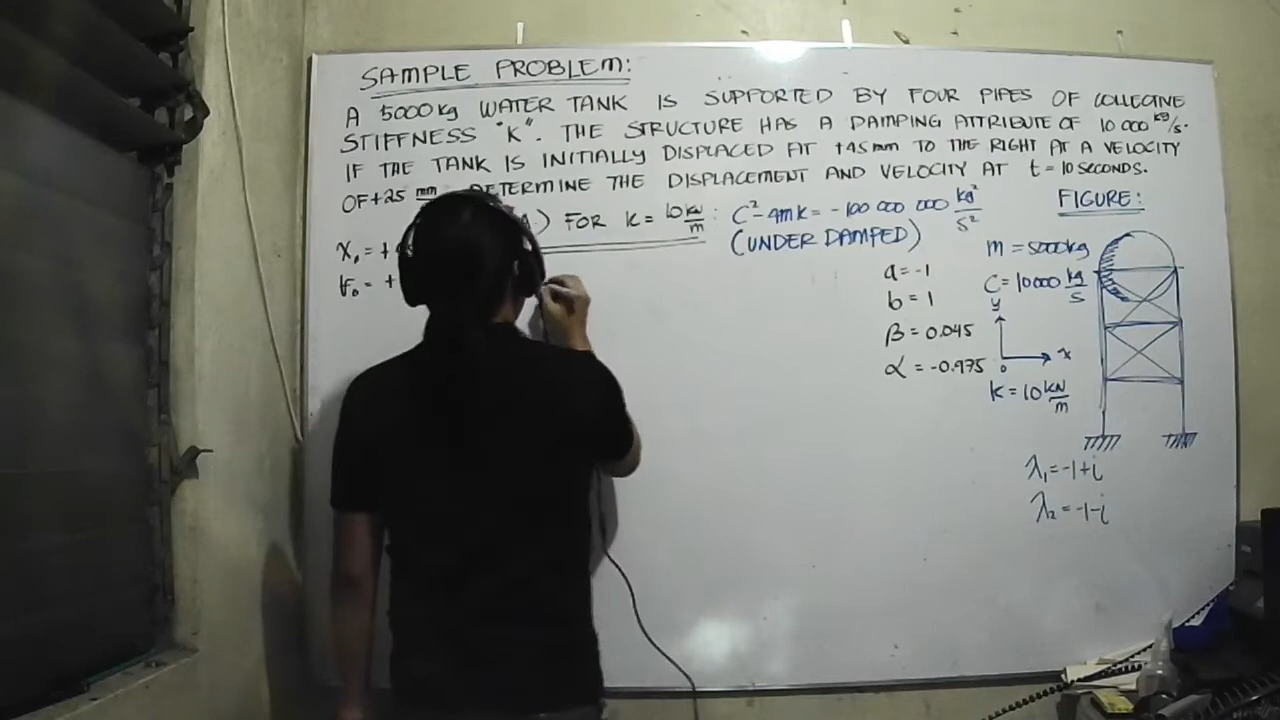 SAMPLE PROBLEM:
A 5000kg WATER TANK IS SUPPORTED BY FOUR PIPES OF COLLECTIVE
STIFFNESS "K". THE STRUCTURE HAS A DAMPING ATTRIBUTE OF 10 000 kg/s.
IF THE TANK IS INITIALLY DISPLACED AT +45mm TO THE RIGHT AT A VELOCITY
OF +25 mm DETERMINE THE DISPLACEMENT AND VELOCITY AT t = 10 SECONDS.
A) FOR K = 10 kN/m : C² - 4mk = -100 000 000 kg²/s²
(UNDER DAMPED)
FIGURE:
x₀ = +
v₀ = +
a = -1
b = 1
β = 0.045
α = -0.975
m = 5000kg
C = 10000 kg/s
y
x
0
k = 10 kN/m
λ₁ = -1+i
λ₂ = -1-i